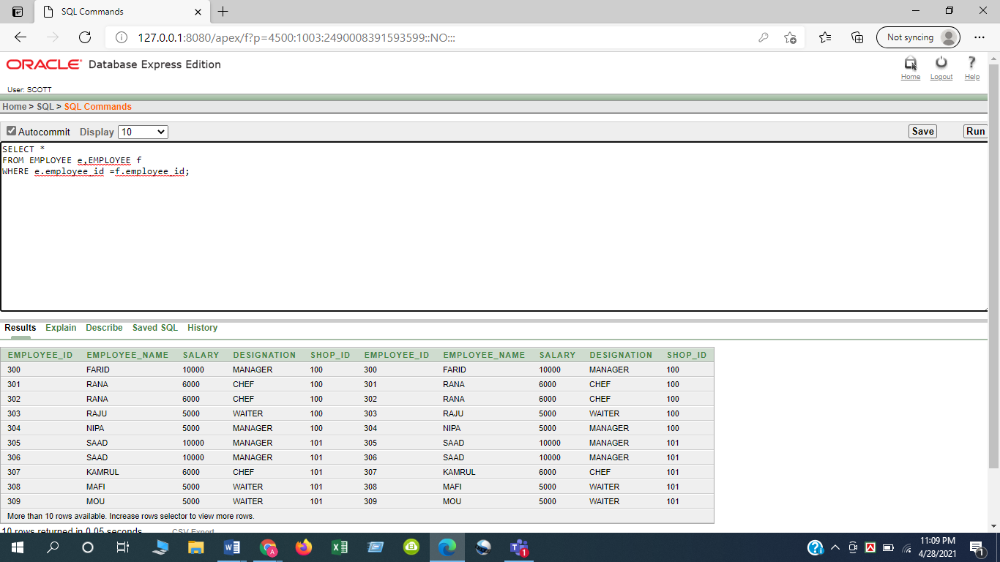 SQL Commands
127.0.0.1:8080/apex/f?p=4500:1003:2490008391593599::NO:::
Not syncing
ORACLE Database Express Edition
Home Logout Help
User: SCOTT
Home > SQL > SQL Commands
Autocommit Display 10 Save Run
SELECT *
FROM EMPLOYEE e,EMPLOYEE f
WHERE e.employee_id =f.employee_id;
Results Explain Describe Saved SQL History
EMPLOYEE_ID EMPLOYEE_NAME SALARY DESIGNATION SHOP_ID EMPLOYEE_ID EMPLOYEE_NAME SALARY DESIGNATION SHOP_ID
300 FARID 10000 MANAGER 100 300 FARID 10000 MANAGER 100
301 RANA 6000 CHEF 100 301 RANA 6000 CHEF 100
302 RANA 6000 CHEF 100 302 RANA 6000 CHEF 100
303 RAJU 5000 WAITER 100 303 RAJU 5000 WAITER 100
304 NIPA 5000 MANAGER 100 304 NIPA 5000 MANAGER 100
305 SAAD 10000 MANAGER 101 305 SAAD 10000 MANAGER 101
306 SAAD 10000 MANAGER 101 306 SAAD 10000 MANAGER 101
307 KAMRUL 6000 CHEF 101 307 KAMRUL 6000 CHEF 101
308 MAFI 5000 WAITER 101 308 MAFI 5000 WAITER 101
309 MOU 5000 WAITER 101 309 MOU 5000 WAITER 101
More than 10 rows available. Increase rows selector to view more rows.
10 rows returned in 0.05 seconds CSV Export
11:09 PM
4/28/2021